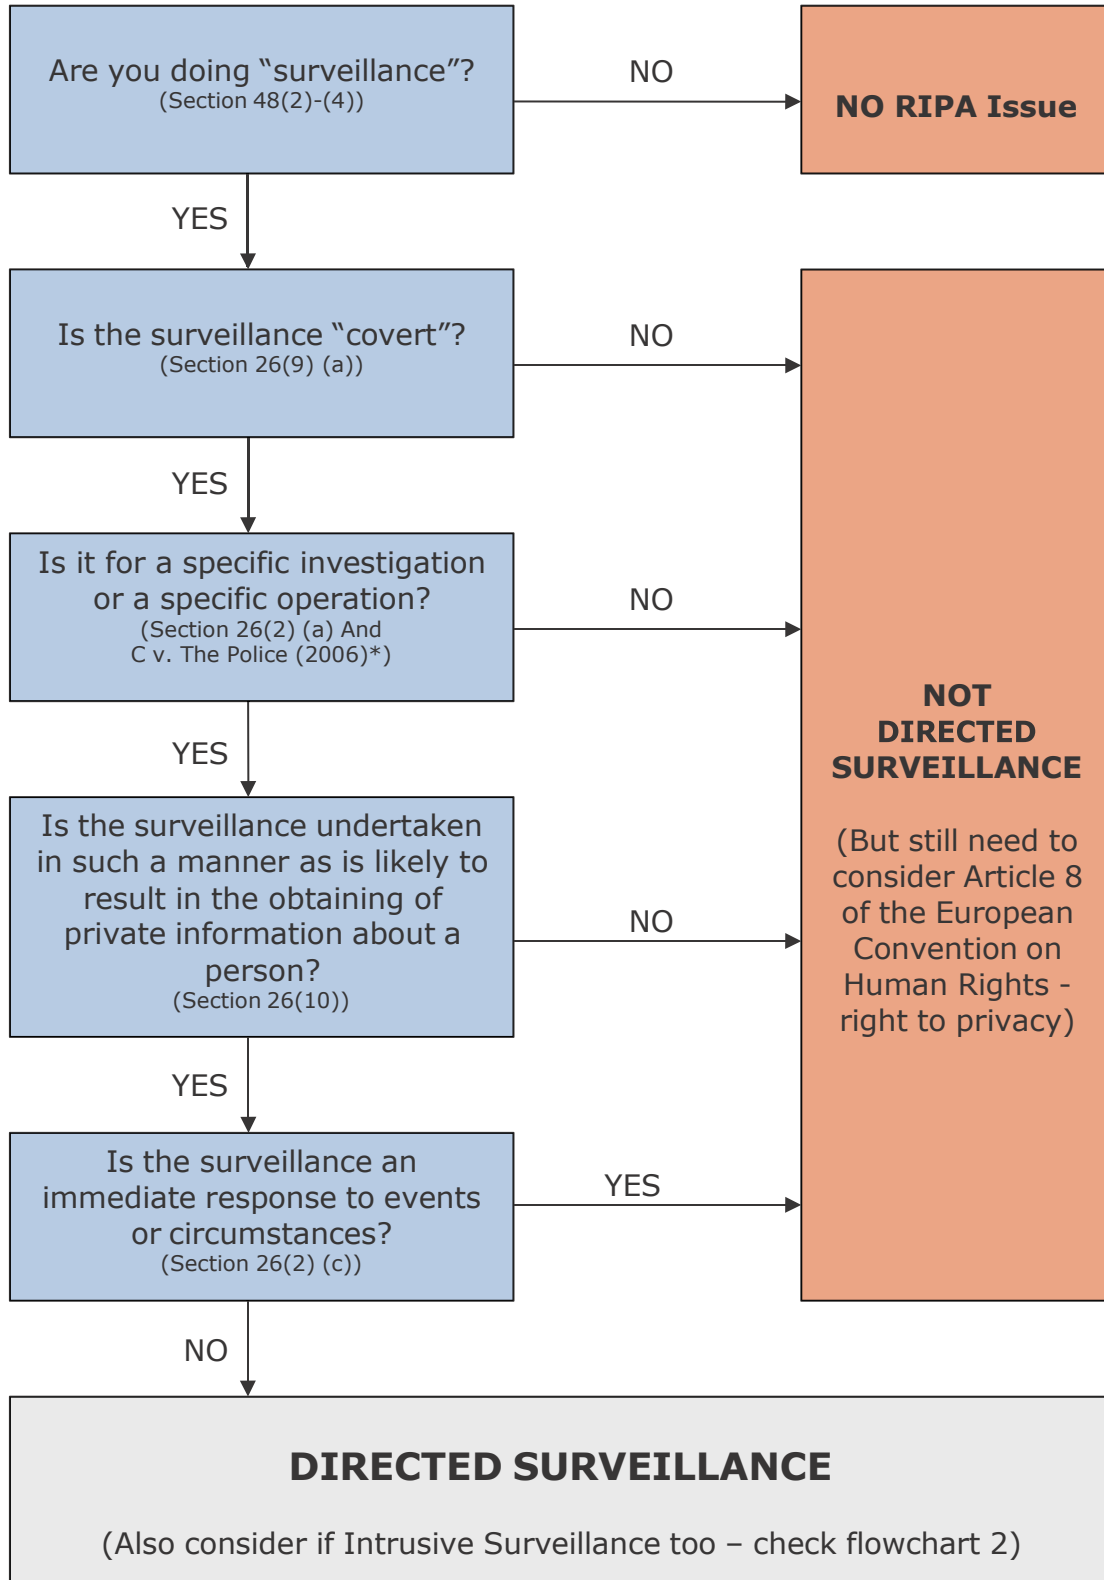 Are you doing “surveillance”?
(Section 48(2)-(4))
NO
NO RIPA Issue
YES
Is the surveillance “covert”?
(Section 26(9) (a))
NO
YES
Is it for a specific investigation
or a specific operation?
(Section 26(2) (a) And
C v. The Police (2006)*)
NO
YES
Is the surveillance undertaken
in such a manner as is likely to
result in the obtaining of
private information about a
person?
(Section 26(10))
NO
YES
Is the surveillance an
immediate response to events
or circumstances?
(Section 26(2) (c))
YES
NOT
DIRECTED
SURVEILLANCE
(But still need to
consider Article 8
of the European
Convention on
Human Rights -
right to privacy)
NO
DIRECTED SURVEILLANCE
(Also consider if Intrusive Surveillance too – check flowchart 2)